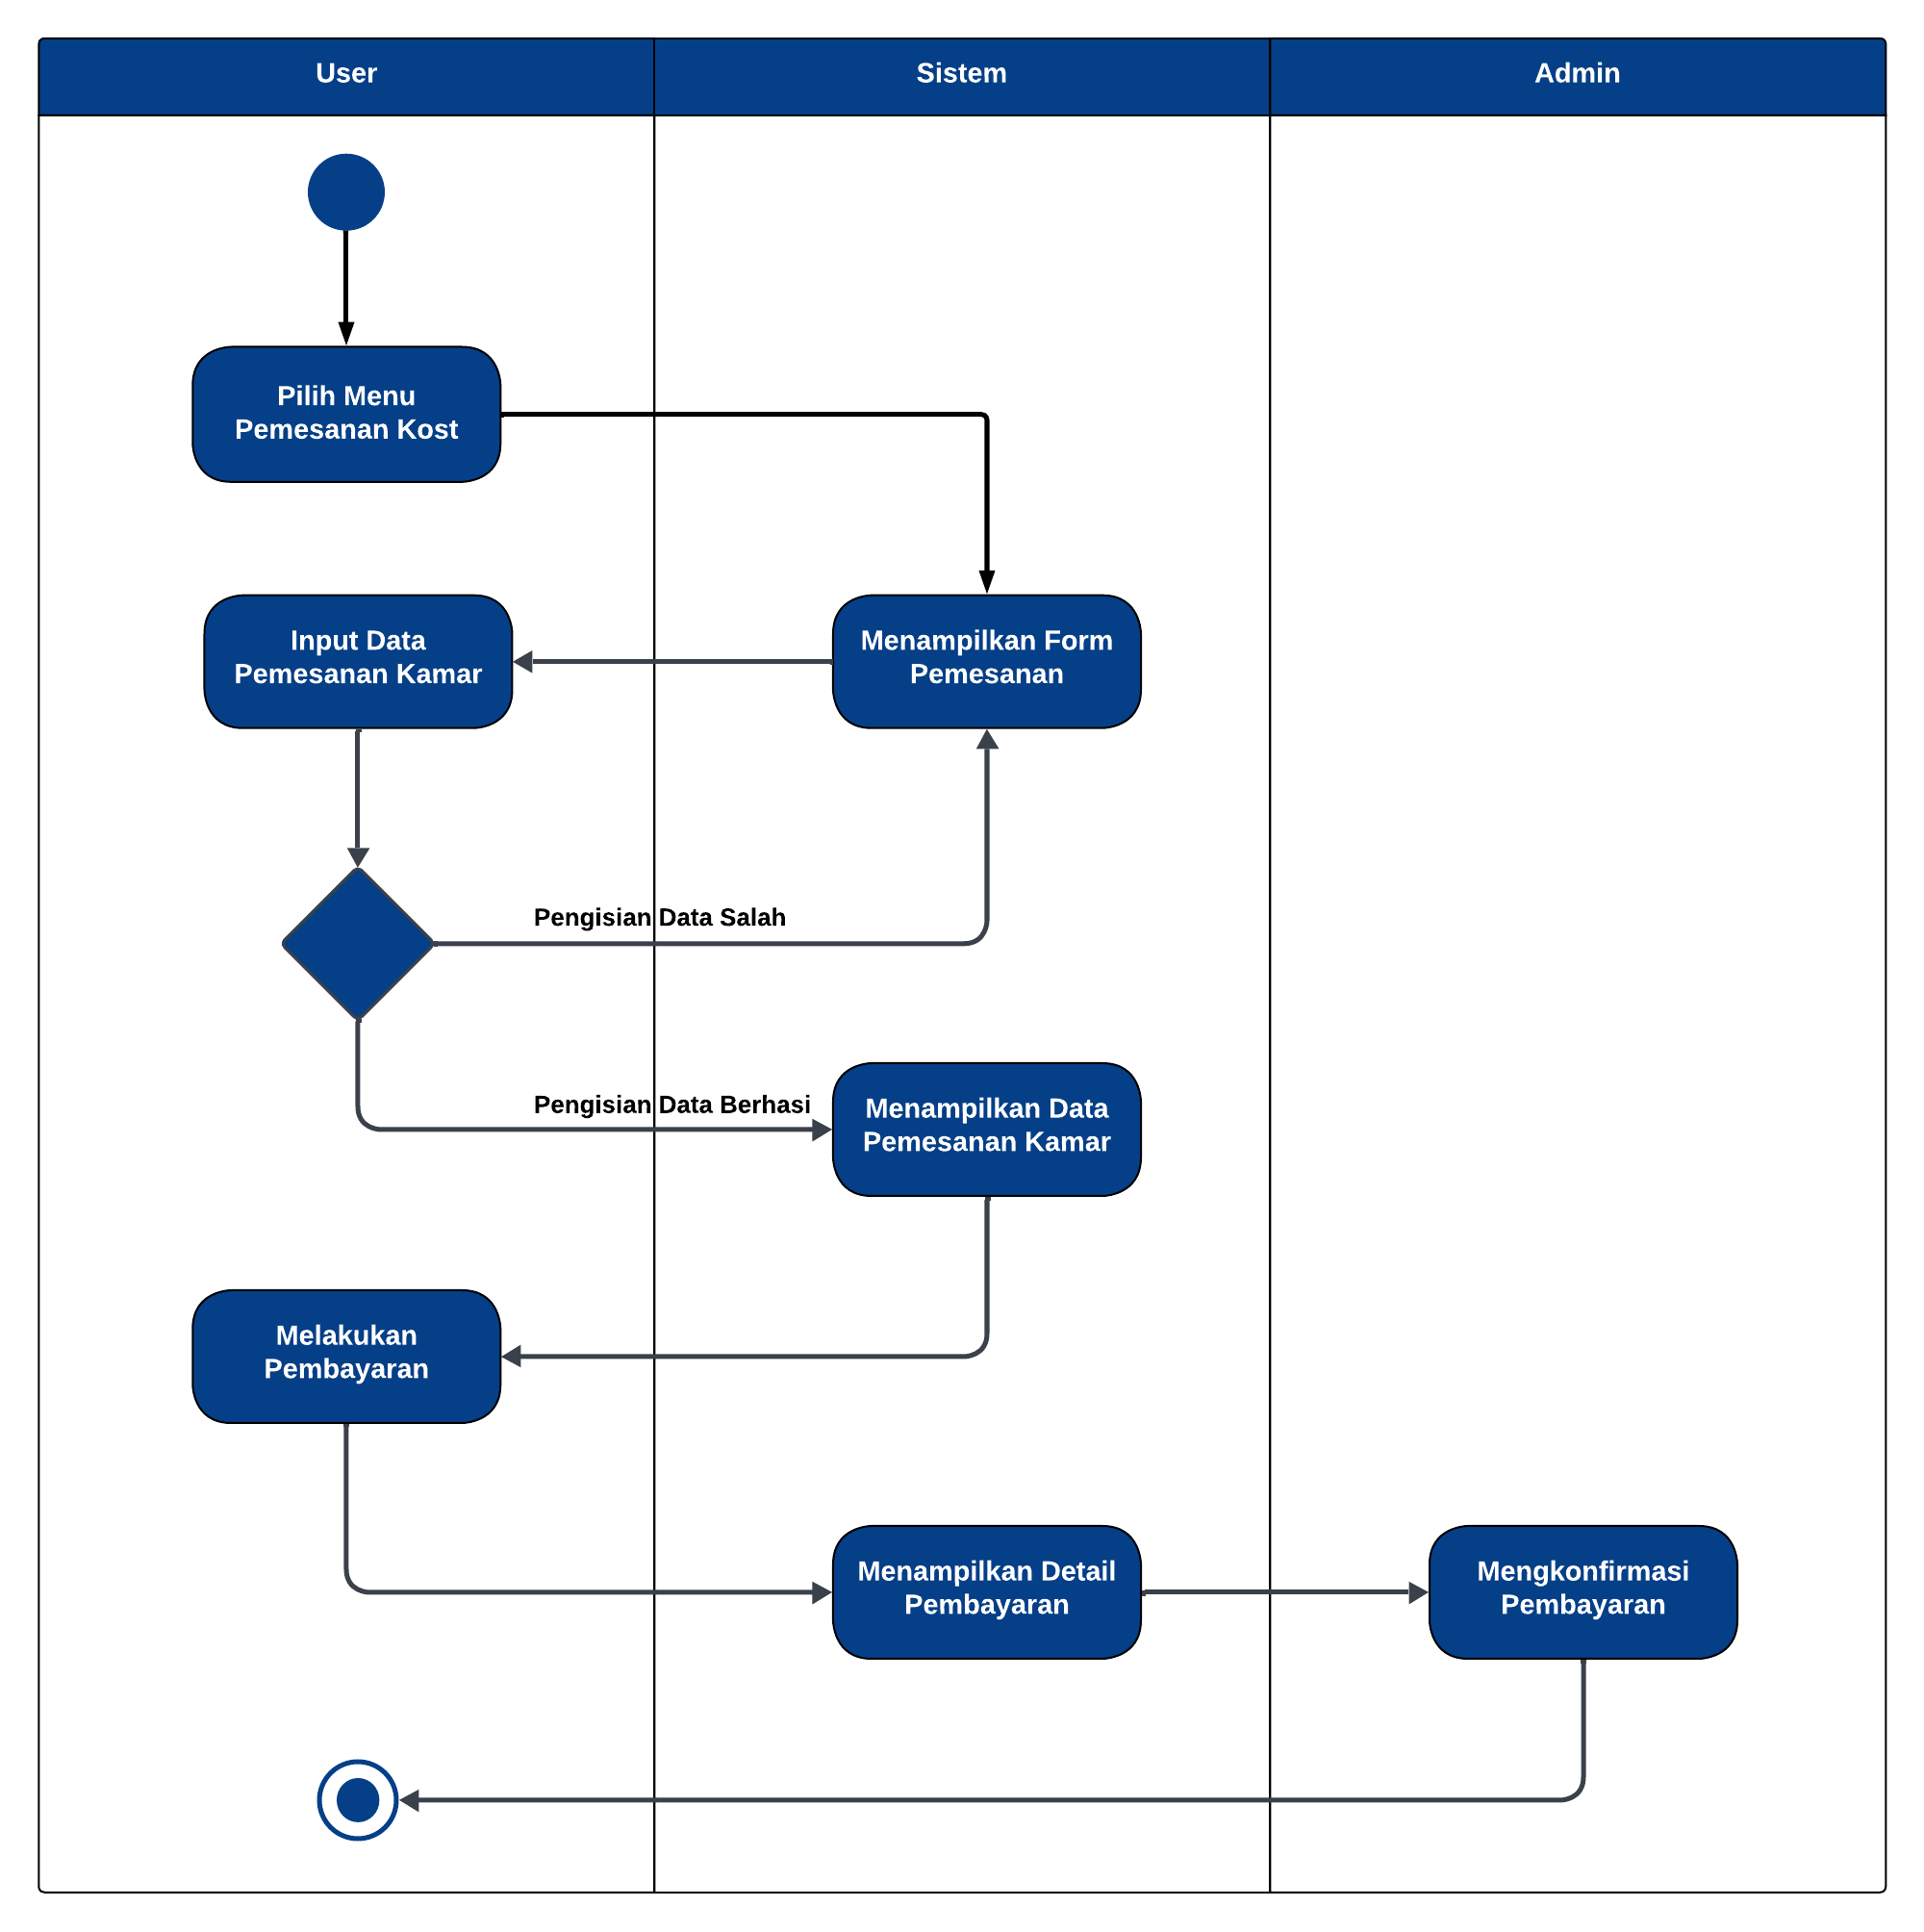 User
Sistem
Admin
Pilih Menu
Pemesanan Kost
Input Data
Pemesanan Kamar
Menampilkan Form
Pemesanan
Pengisian Data Salah
Pengisian Data Berhasi
Menampilkan Data
Pemesanan Kamar
Melakukan
Pembayaran
Menampilkan Detail
Pembayaran
Mengkonfirmasi
Pembayaran